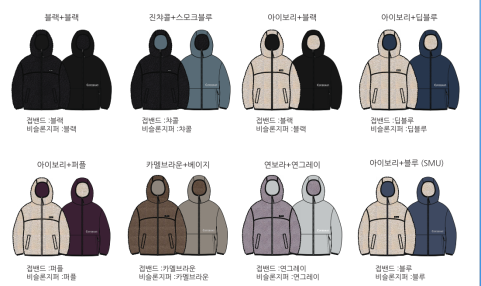 블랙+블랙
진차콜+스모크블루
아이보리+블랙
아이보리+딥블루
접밴드 :블랙
비슬론지퍼 :블랙
접밴드 :차콜
비슬론지퍼 :차콜
접밴드 :블랙
비슬론지퍼 :블랙
접밴드 :딥블루
비슬론지퍼 :딥블루
아이보리+퍼플
카멜브라운+베이지
연보라+연그레이
아이보리+블루 (SMU)
접밴드 :퍼플
비슬론지퍼 :퍼플
접밴드 :카멜브라운
비슬론지퍼 :카멜브라운
접밴드 :연그레이
비슬론지퍼 :연그레이
접밴드 :블루
비슬론지퍼 :블루